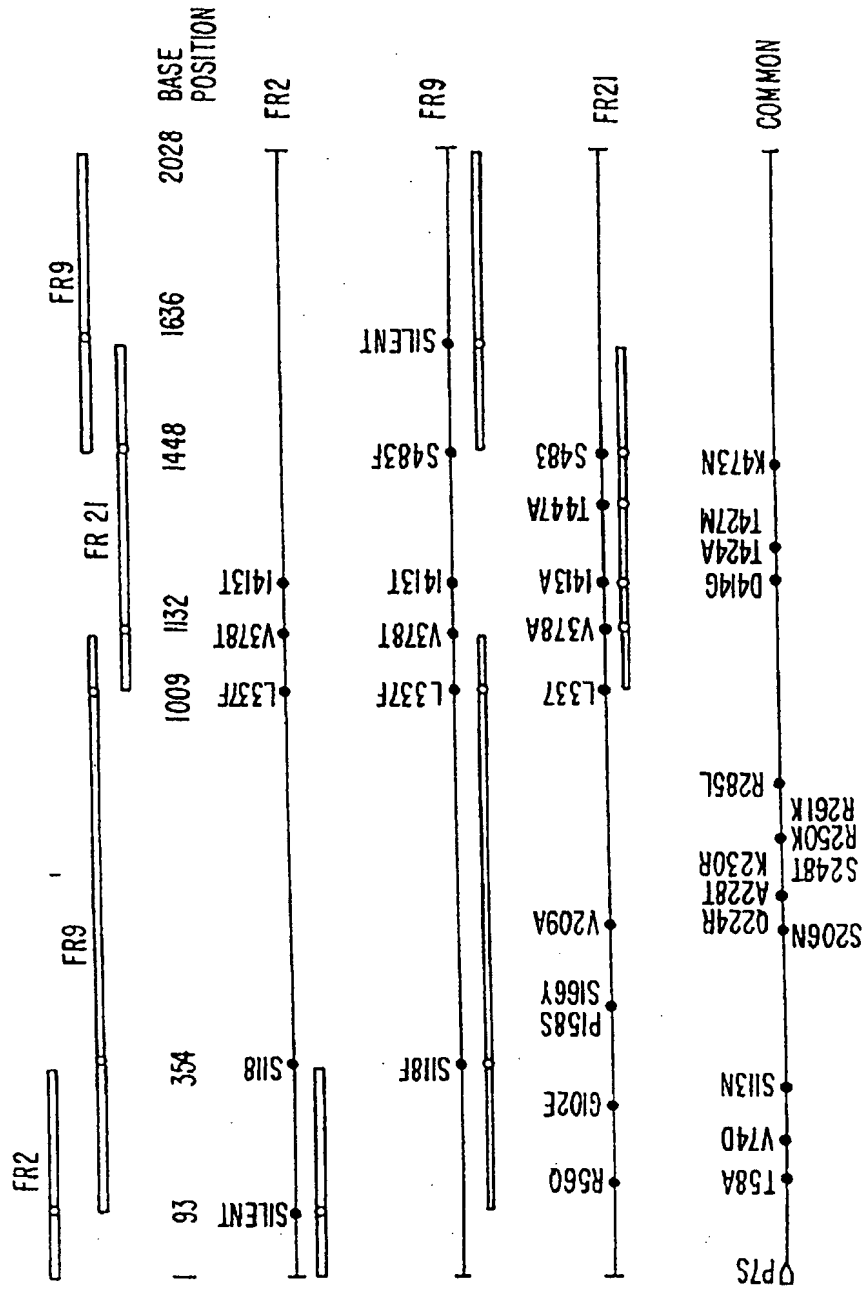 FR2
FR9
FR 21
FR9
1
93
354
1009
1132
1448
1636
2028
BASE
POSITION
SILENT
S118
L337F
V378T
I413T
FR2
S118F
L337F
V378T
I413T
S483F
SILENT
FR9
R56Q
G102E
P158S
S166Y
V209A
L337
V378A
I413A
T447A
S483
FR21
P7S
T58A
V74D
S113N
S206N
Q224R
A228T
K230R
S248T
R250K
R261K
R285L
D414G
T424A
T427M
K473N
COMMON